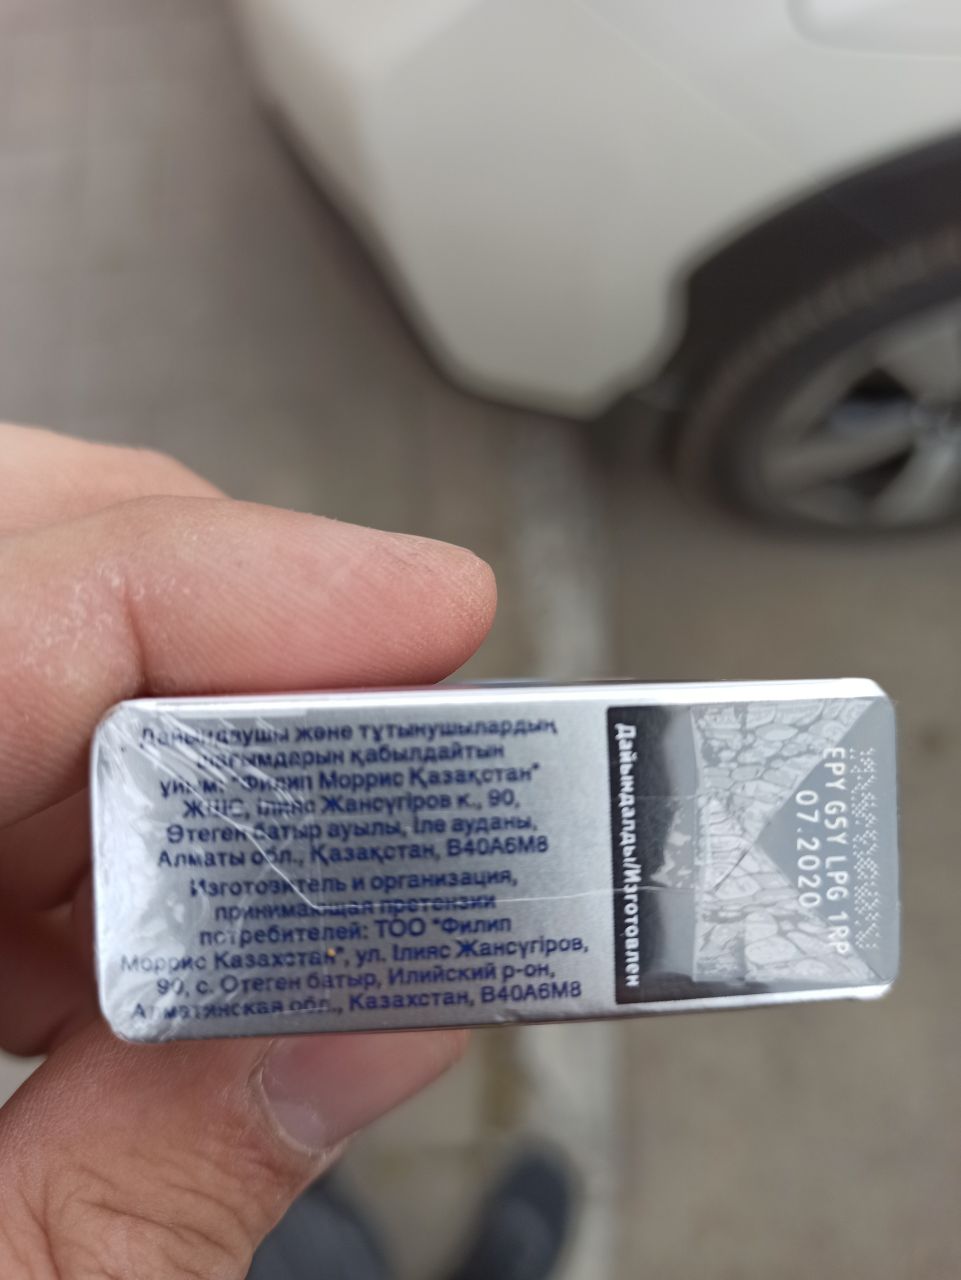 Дайындаушы және тұтынушылардың
шағымдарын қабылдайтын
ұйым: "Филип Моррис Қазақстан"
ЖШС, Ілияс Жансүгіров к., 90,
Өтеген батыр ауылы, Іле ауданы,
Алматы обл., Қазақстан, B40A6M8
Изготовитель и организация,
принимающая претензии
потребителей: ТОО "Филип
Моррис Казахстан", ул. Ілияс Жансүгіров,
90, с. Отеген батыр, Илийский р-он,
Алматинская обл., Казахстан, B40A6M8
Дайындалды/Изготовлен
EPY G5Y LPG 1RP
07.2020